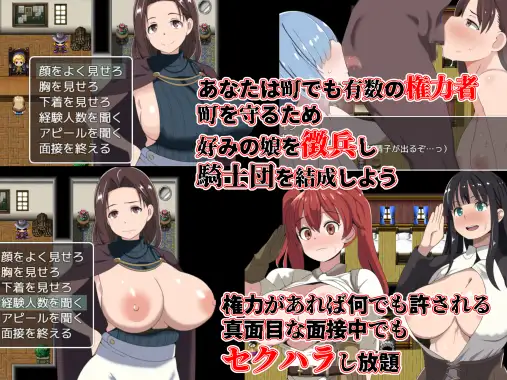 顔をよく見せろ
胸を見せろ
下着を見せろ
経験人数を聞く
アピールを聞く
面接を終える
あなたは町でも有数の権力者
町を守るため
好みの娘を徴兵し
騎士団を結成しよう
精子が出るぞ…っ）
顔をよく見せろ
胸を見せろ
下着を見せろ
経験人数を聞く
アピールを聞く
面接を終える
権力があれば何でも許される
真面目な面接中でも
セクハラし放題